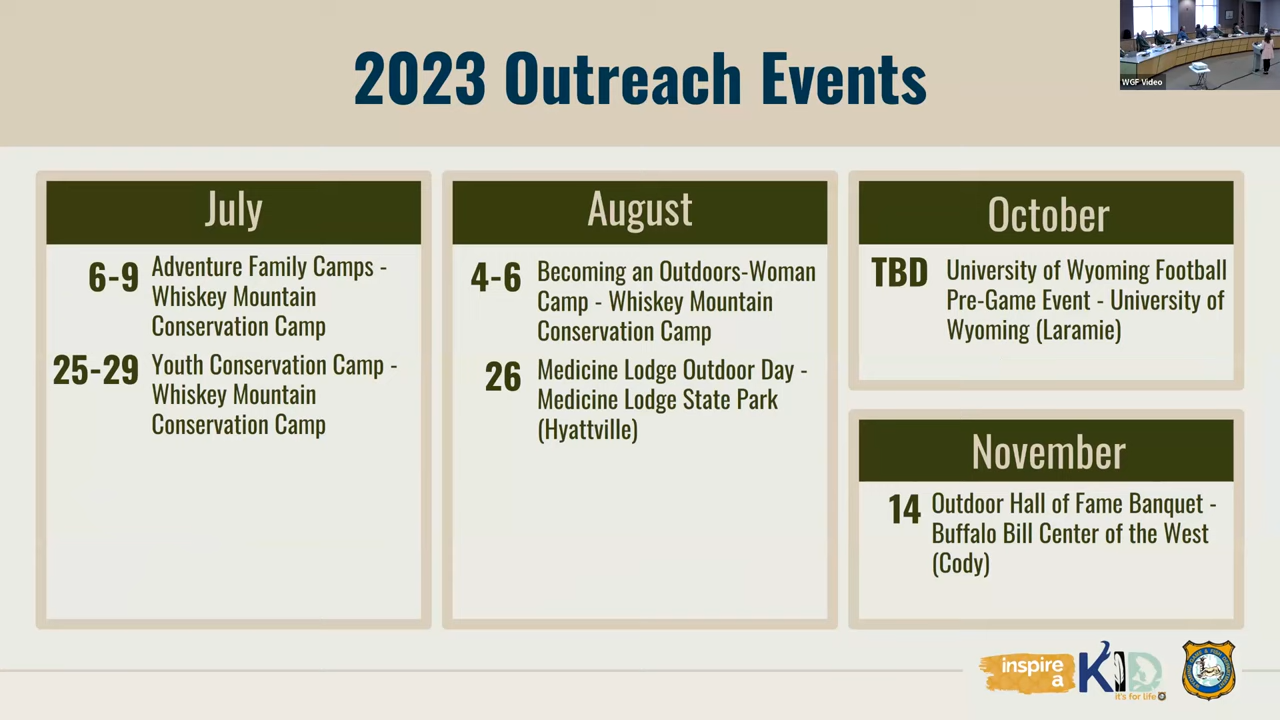 2023 Outreach Events
WGF Video
July
6-9 Adventure Family Camps -
Whiskey Mountain
Conservation Camp
25-29 Youth Conservation Camp -
Whiskey Mountain
Conservation Camp
August
4-6 Becoming an Outdoors-Woman
Camp - Whiskey Mountain
Conservation Camp
26 Medicine Lodge Outdoor Day -
Medicine Lodge State Park
(Hyattville)
October
TBD University of Wyoming Football
Pre-Game Event - University of
Wyoming (Laramie)
November
14 Outdoor Hall of Fame Banquet -
Buffalo Bill Center of the West
(Cody)
inspire
a KID
it's for life